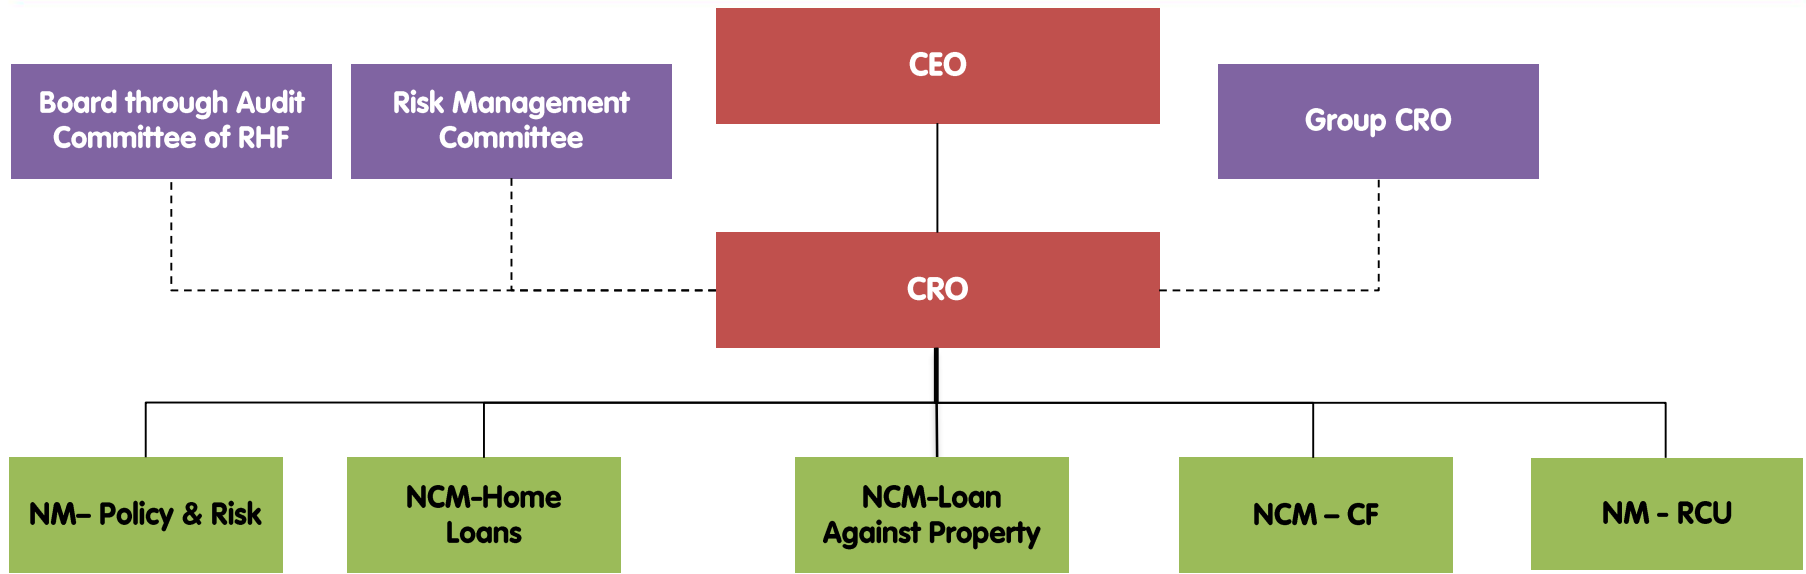 CEO
Board through Audit
Committee of RHF
Risk Management
Committee
Group CRO
CRO
NM– Policy & Risk
NCM-Home
Loans
NCM-Loan
Against Property
NCM – CF
NM - RCU